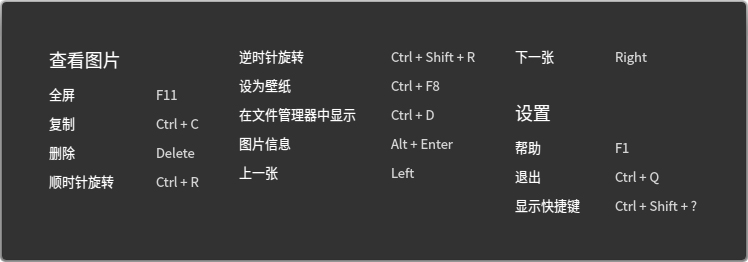 查看图片
全屏 F11
复制 Ctrl + C
删除 Delete
顺时针旋转 Ctrl + R
逆时针旋转 Ctrl + Shift + R
设为壁纸 Ctrl + F8
在文件管理器中显示 Ctrl + D
图片信息 Alt + Enter
上一张 Left
下一张 Right
设置
帮助 F1
退出 Ctrl + Q
显示快捷键 Ctrl + Shift + ?